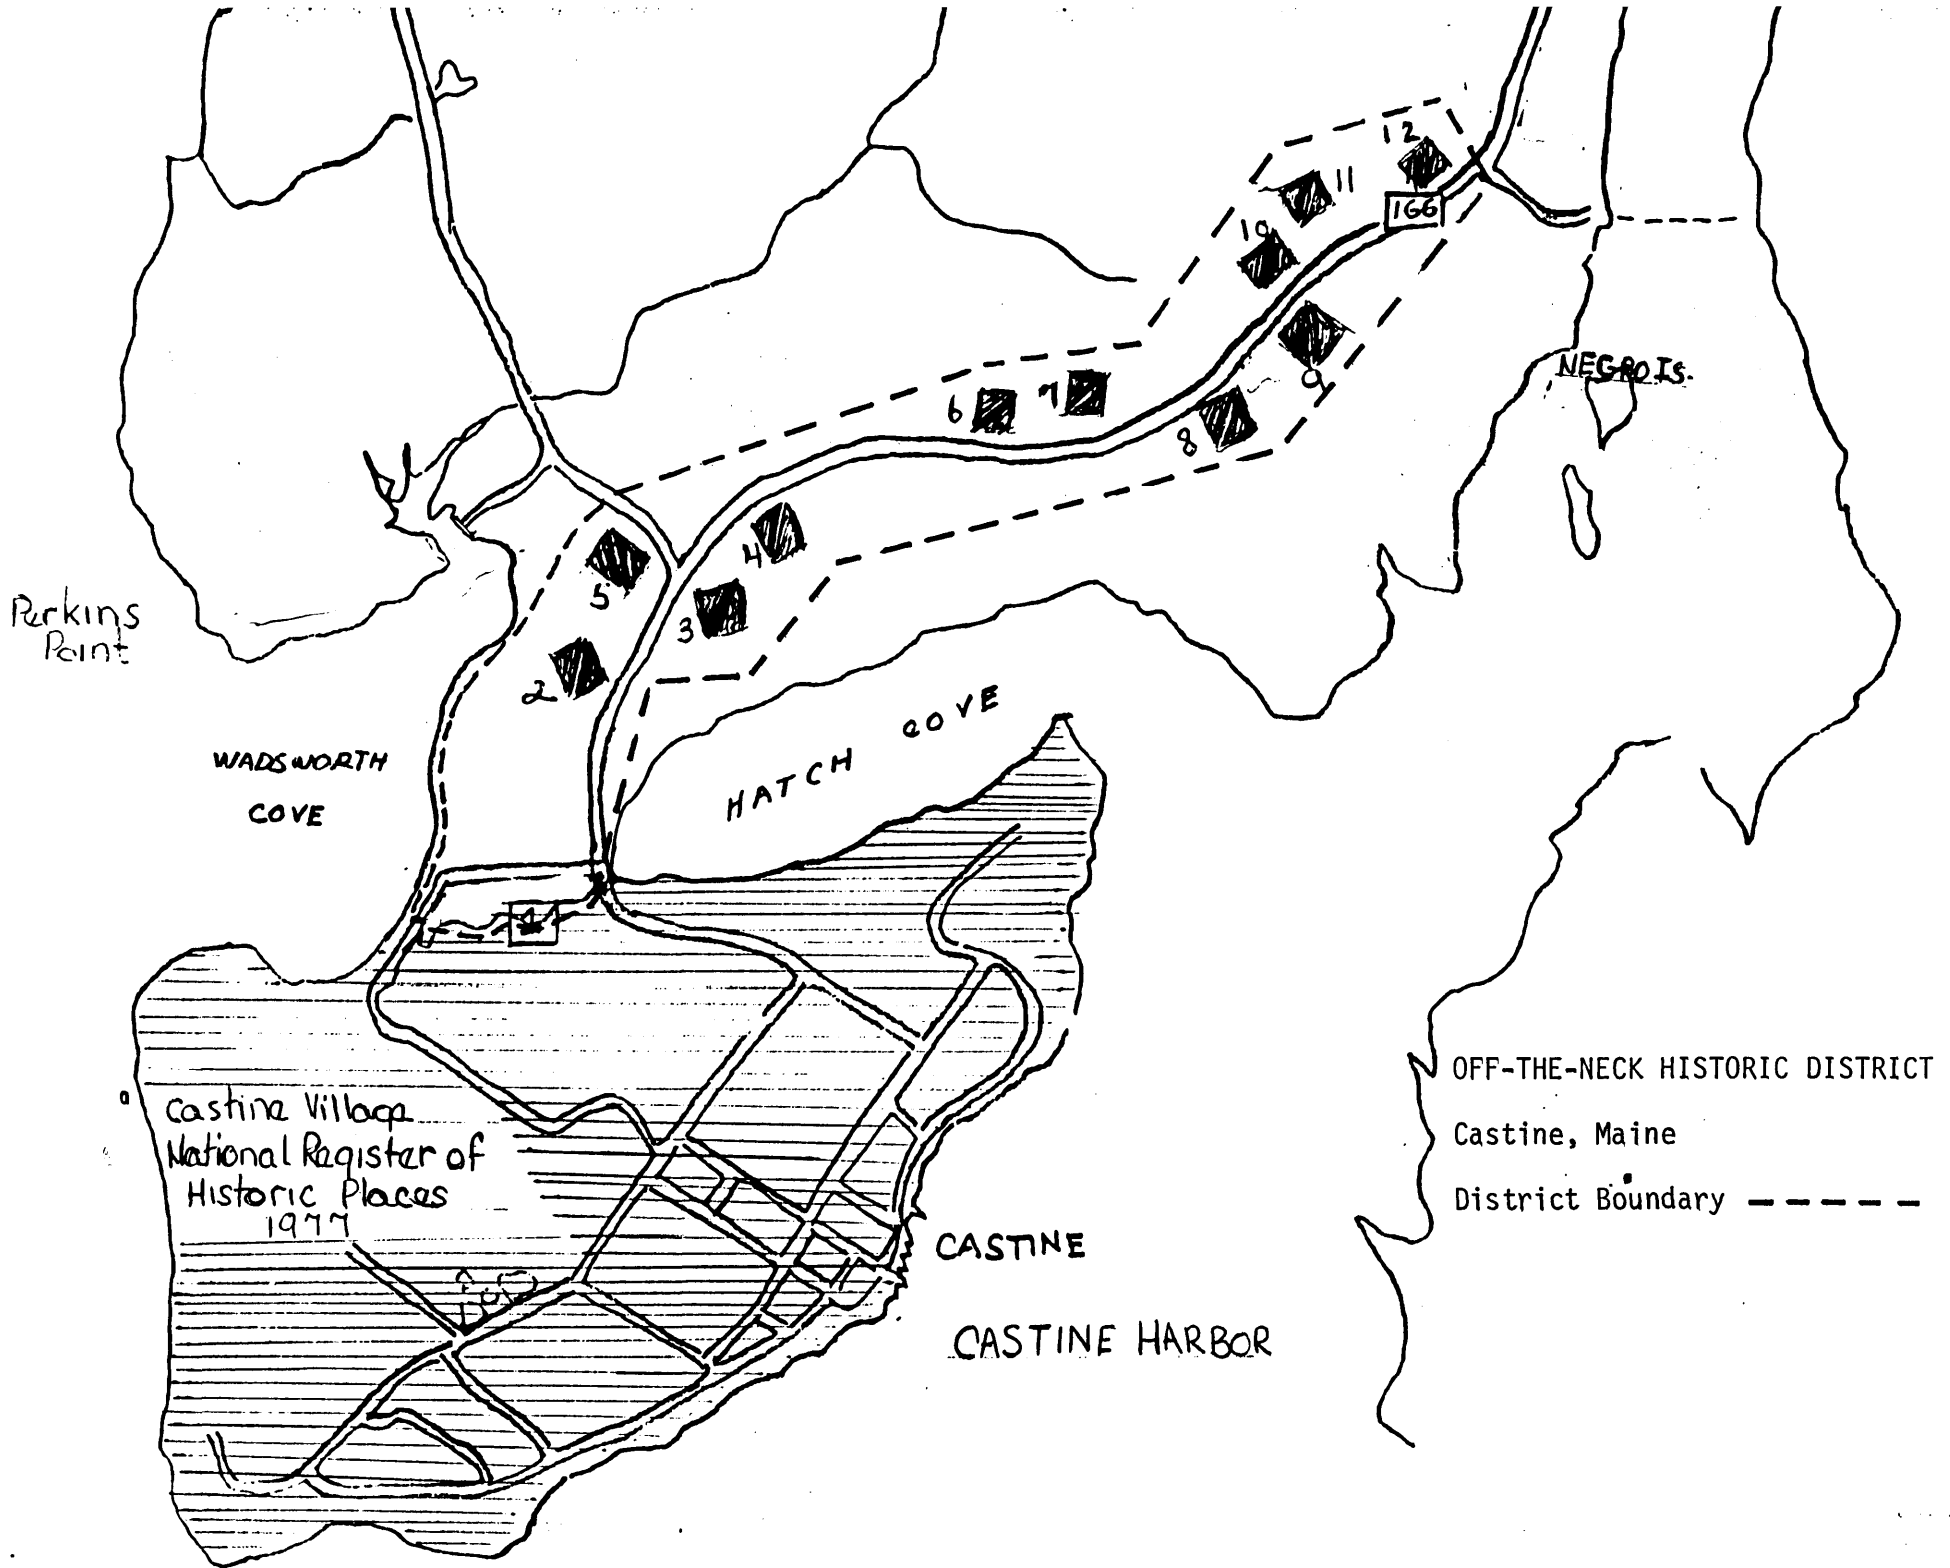 12
11
166
10
9
NEGRO IS.
7
6
8
4
5
3
Perkins
Point
2
HATCH COVE
WADSWORTH
COVE
1
OFF-THE-NECK HISTORIC DISTRICT
Castine, Maine
District Boundary
Castine Village
National Register of
Historic Places
1977
CASTINE
CASTINE HARBOR